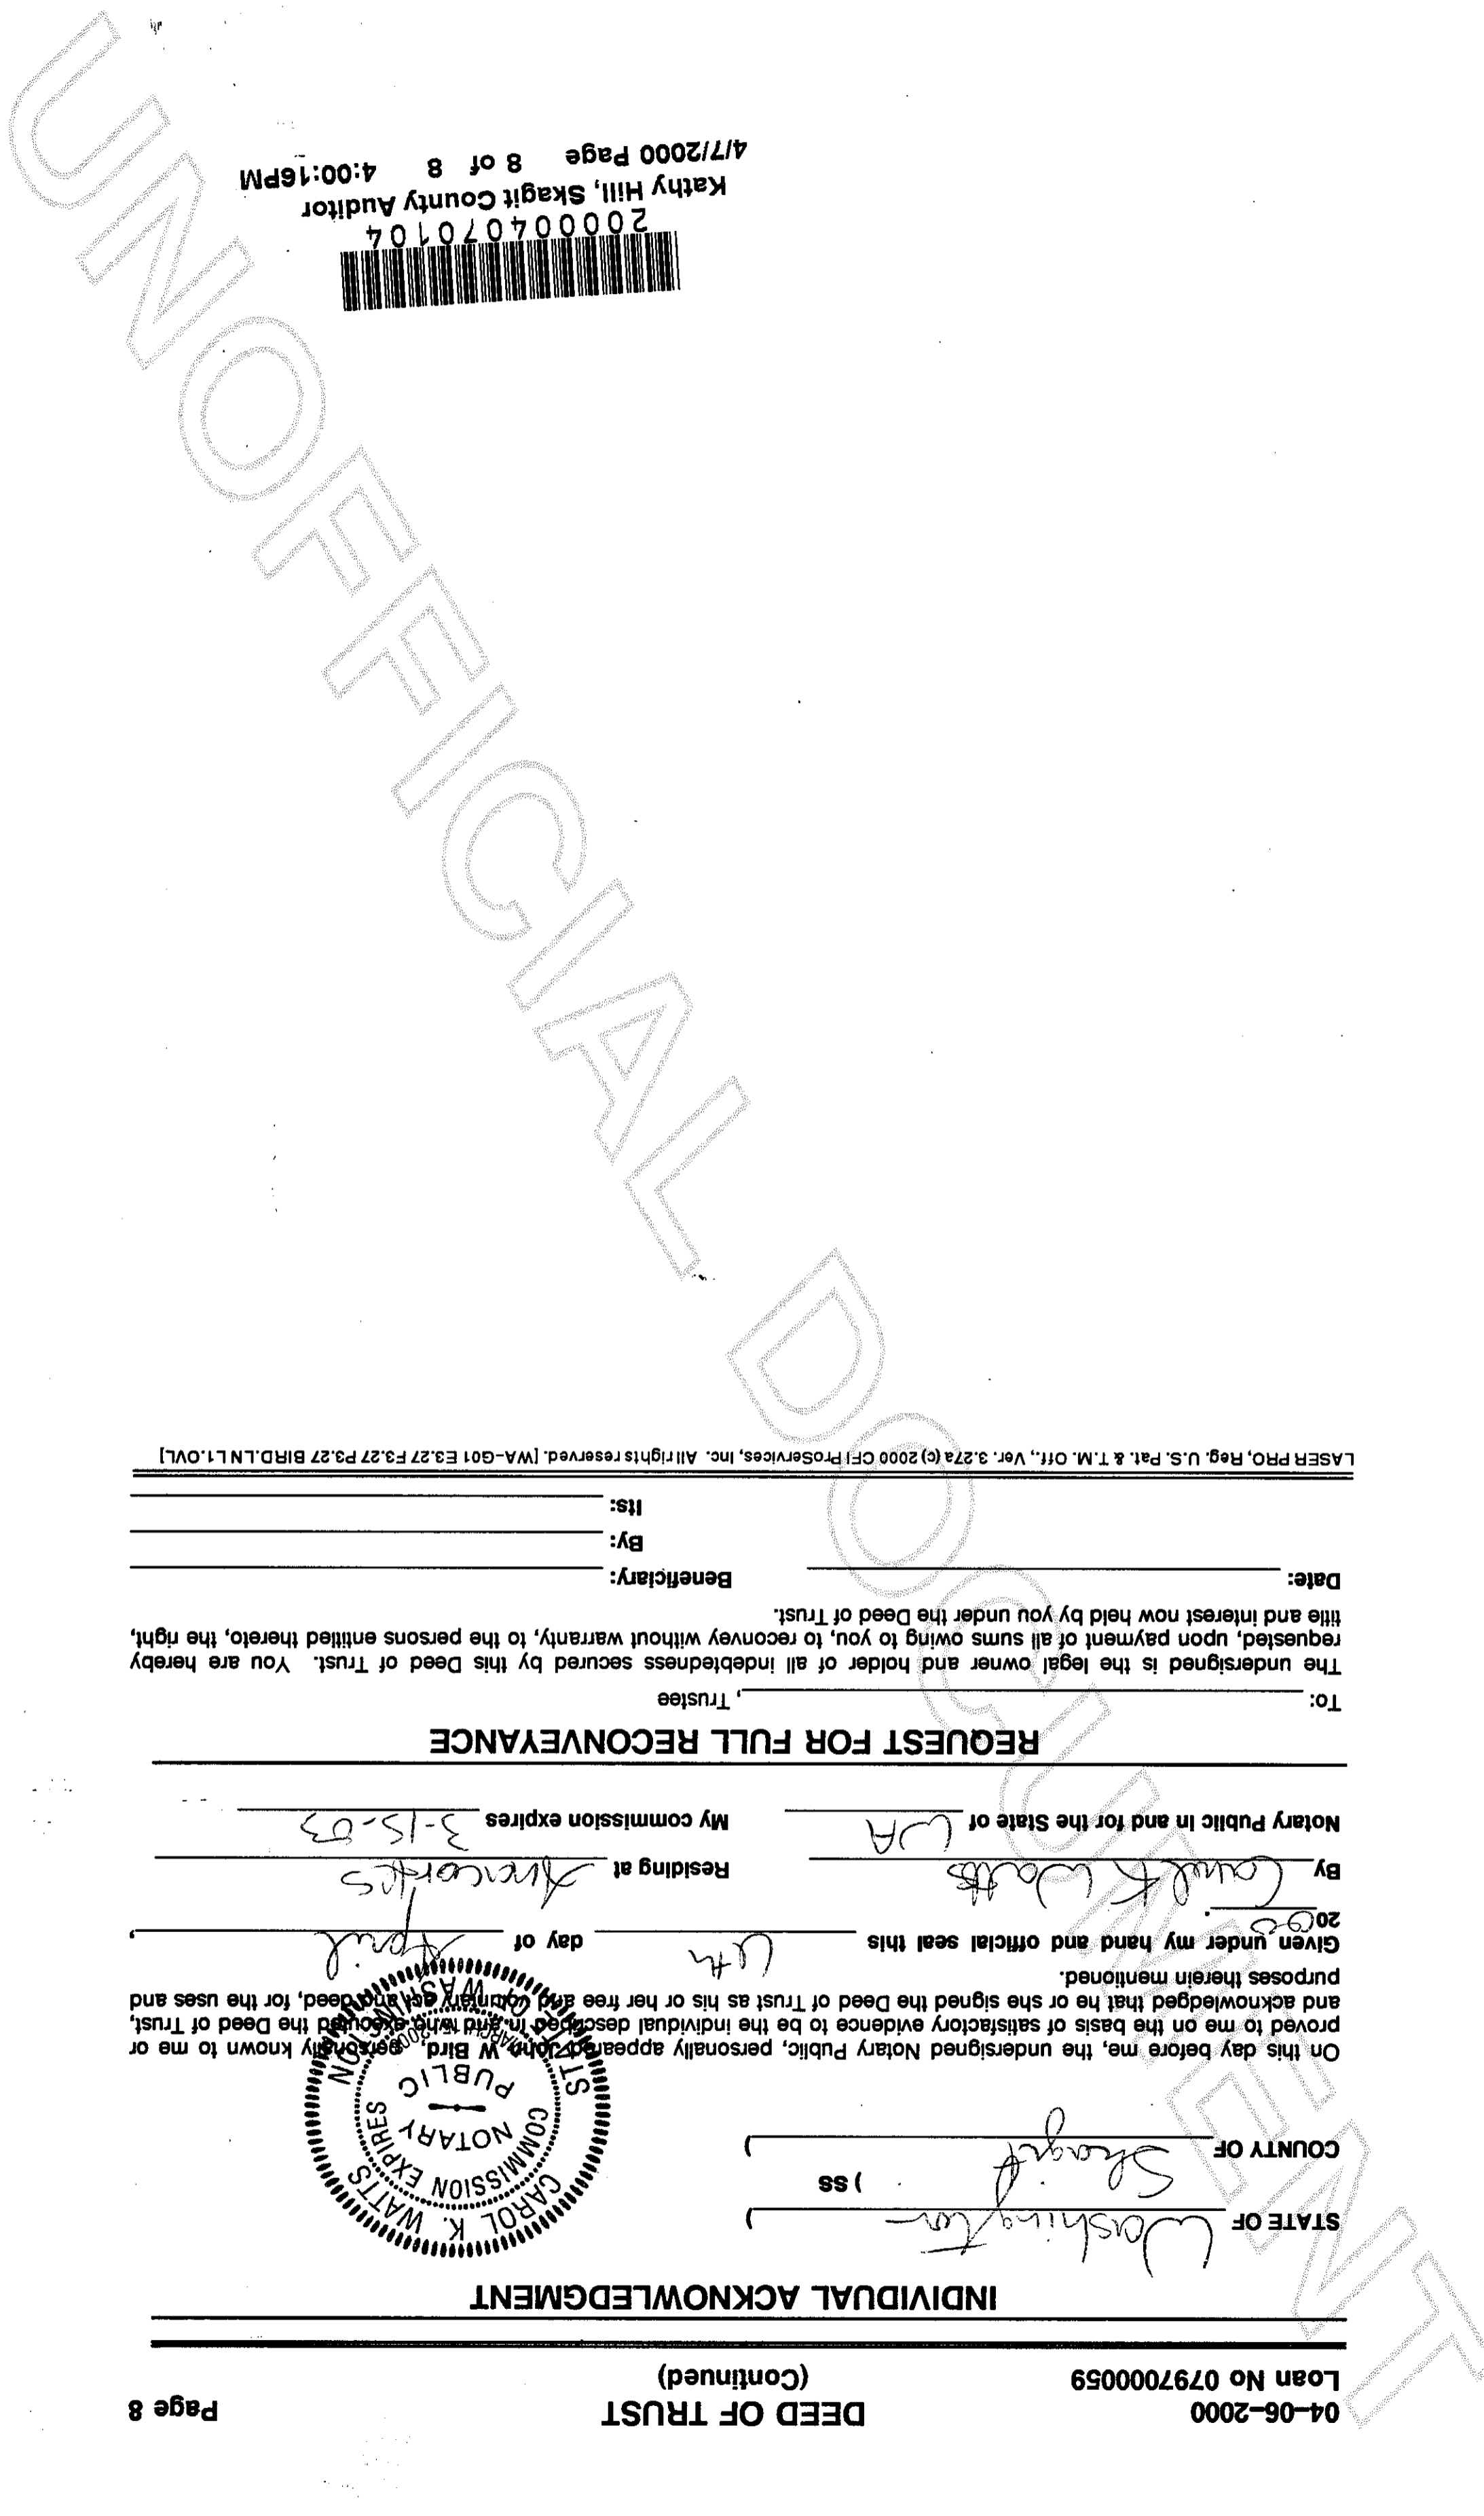 04-06-2000
Loan No 0797000059
DEED OF TRUST
(Continued)
Page 8
INDIVIDUAL ACKNOWLEDGMENT
STATE OF Washington )
) SS
COUNTY OF Skagit )
CAROL K. WATTS
COMMISSION EXPIRES
NOTARY
PUBLIC
MARCH 15, 200
STATE OF WASHINGTON
On this day before me, the undersigned Notary Public, personally appeared John W Bird, personally known to me or
proved to me on the basis of satisfactory evidence to be the individual described in and who executed the Deed of Trust,
and acknowledged that he or she signed the Deed of Trust as his or her free and voluntary act and deed, for the uses and
purposes therein mentioned.
Given under my hand and official seal this 6th day of April,
2000.
By Carol K Watts Residing at Anacortes
Notary Public in and for the State of WA My commission expires 3-15-03
REQUEST FOR FULL RECONVEYANCE
To: , Trustee
The undersigned is the legal owner and holder of all indebtedness secured by this Deed of Trust. You are hereby
requested, upon payment of all sums owing to you, to reconvey without warranty, to the persons entitled thereto, the right,
title and interest now held by you under the Deed of Trust.
Date: Beneficiary:
By:
Its:
LASER PRO, Reg. U.S. Pat. & T.M. Off., Ver. 3.27a (c) 2000 CFI ProServices, Inc. All rights reserved. [WA-G01 E3.27 F3.27 P3.27 BIRD.LN L1.OVL]
200004070104
Kathy Hill, Skagit County Auditor
4/7/2000 Page 8 of 8 4:00:16PM
UNOFFICIAL DOCUMENT